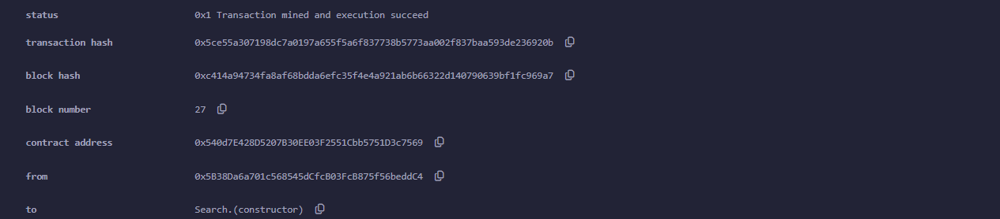 status 0x1 Transaction mined and execution succeed
transaction hash 0x5ce55a307198dc7a0197a655f5a6f837738b5773aa002f837baa593de236920b
block hash 0xc414a94734fa8af68bdda6efc35f4e4a921ab6b66322d140790639bf1fc969a7
block number 27
contract address 0x540d7E428D5207B30EE03F2551Cbb5751D3c7569
from 0x5B38Da6a701c568545dCfcB03FcB875f56beddC4
to Search.(constructor)